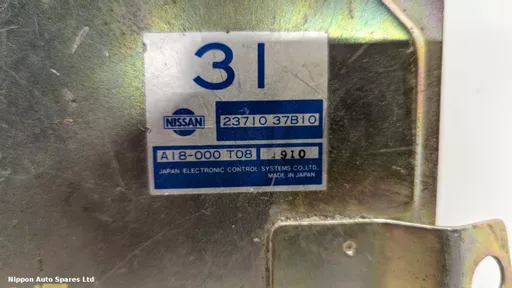 31
NISSAN 23710 37B10
A18-000 T08 .910
JAPAN ELECTRONIC CONTROL SYSTEMS CO.,LTD.
MADE IN JAPAN
Nippon Auto Spares Ltd